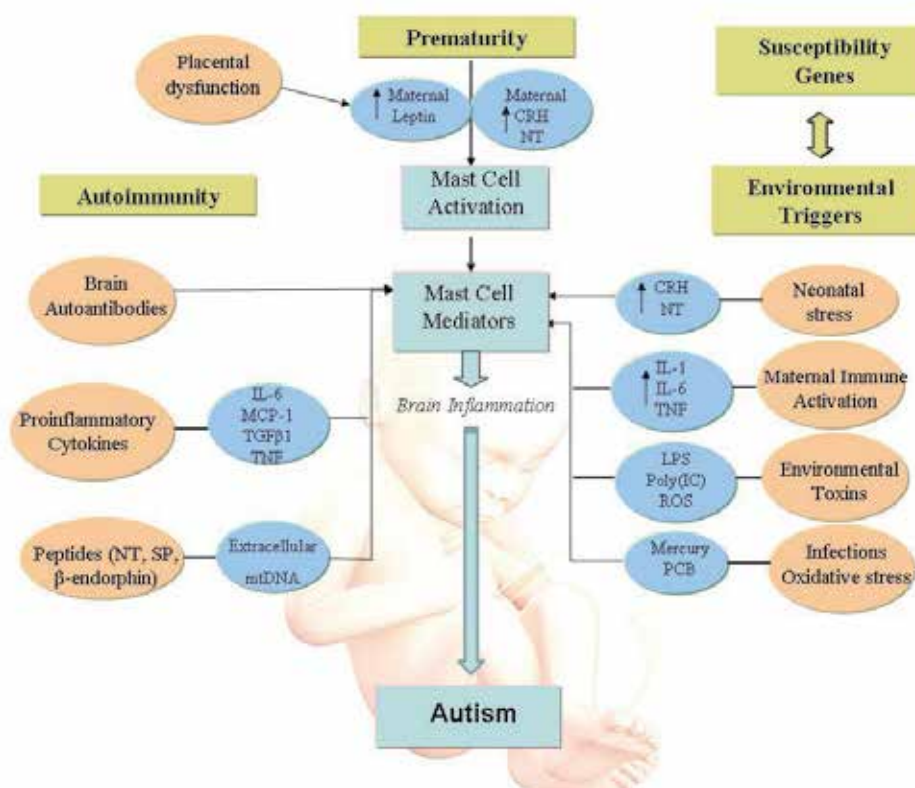 Prematurity
Susceptibility
Genes
Placental
dysfunction
↑ Maternal
Leptin
Maternal
↑ CRH
NT
Mast Cell
Activation
Autoimmunity
Environmental
Triggers
Brain
Autoantibodies
Mast Cell
Mediators
↑ CRH
NT
Neonatal
stress
Brain Inflammation
Proinflammatory
Cytokines
IL-6
MCP-1
TGFβ1
TNF
↑ IL-1
IL-6
TNF
Maternal Immune
Activation
LPS
Poly(IC)
ROS
Environmental
Toxins
Peptides (NT, SP,
β-endorphin)
Extracellular
mtDNA
Mercury
PCB
Infections
Oxidative stress
Autism